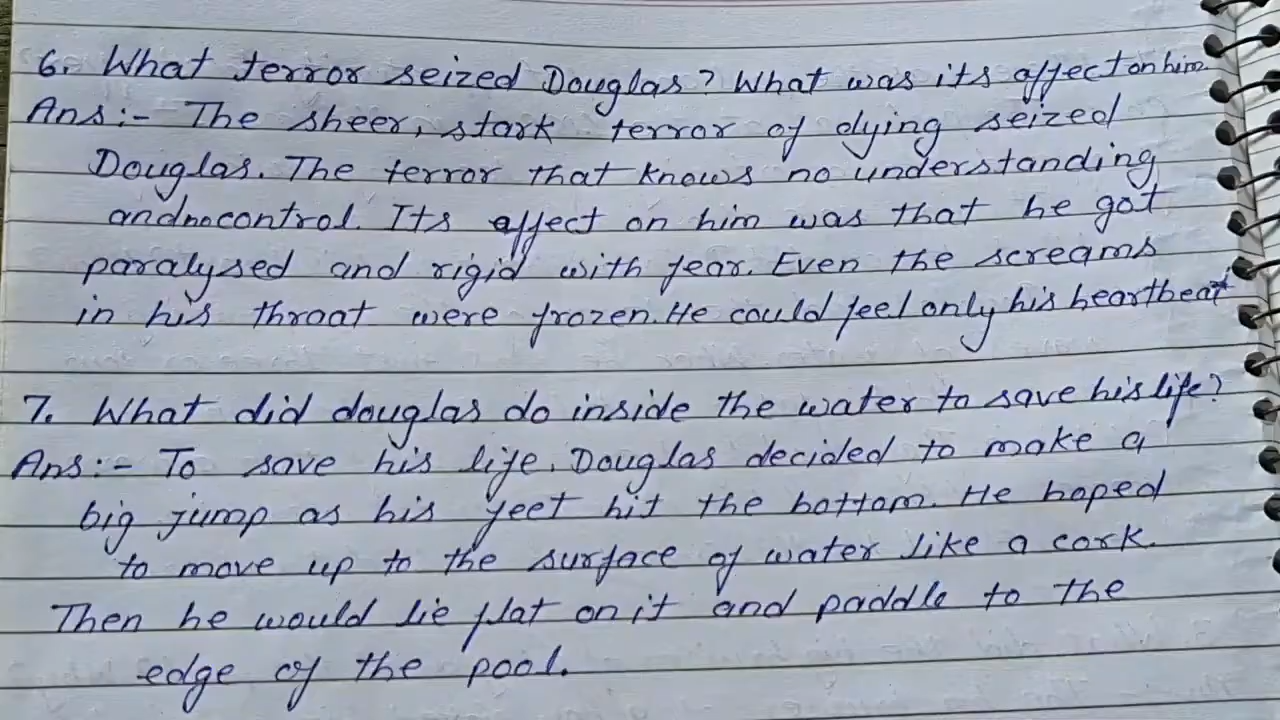 6. What terror seized Douglas? What was its affect on him
Ans:- The sheer, stark terror of dying seized
Douglas. The terror that knows no understanding
and no control. Its affect on him was that he got
paralysed and rigid with fear. Even the screams
in his throat were frozen. He could feel only his heartbeat
7. What did douglas do inside the water to save his life?
Ans:- To save his life, Douglas decided to make a
big jump as his feet hit the bottom. He hoped
to move up to the surface of water like a cork.
Then he would lie flat on it and paddle to the
edge of the pool.